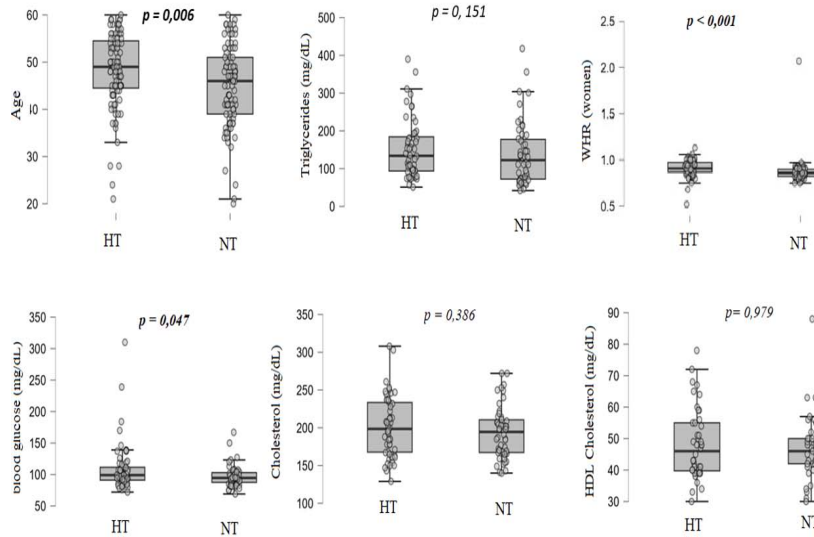 p = 0,006
60
50
40
30
20
Age
HT
NT
p = 0, 151
500
400
300
200
100
0
Triglycerides (mg/dL)
HT
NT
p < 0,001
2.5
2.0
1.5
1.0
0.5
WHR (women)
HT
NT
p = 0,047
350
300
250
200
150
100
50
blood glucose (mg/dL)
HT
NT
p = 0,386
350
300
250
200
150
100
Cholesterol (mg/dL)
HT
NT
p= 0,979
90
80
70
60
50
40
30
HDL Cholesterol (mg/dL)
HT
NT